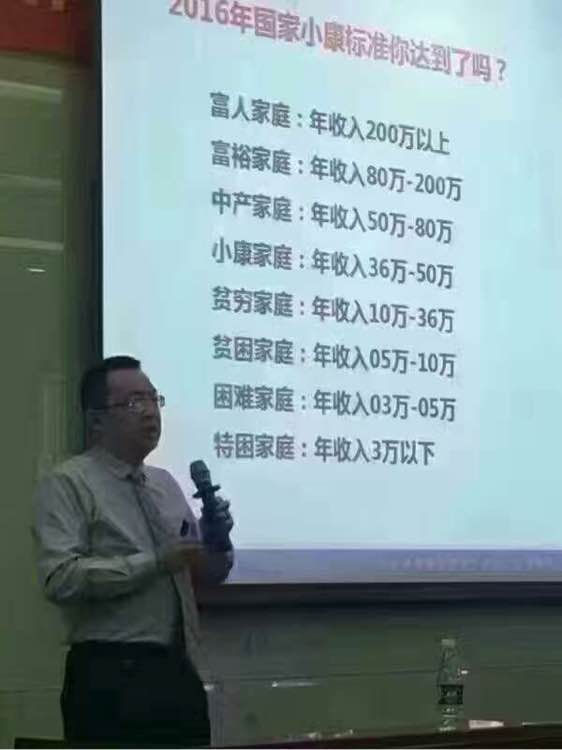 2016年国家小康标准你达到了吗？
富人家庭：年收入200万以上
富裕家庭：年收入80万-200万
中产家庭：年收入50万-80万
小康家庭：年收入36万-50万
贫穷家庭：年收入10万-36万
贫困家庭：年收入05万-10万
困难家庭：年收入03万-05万
特困家庭：年收入3万以下